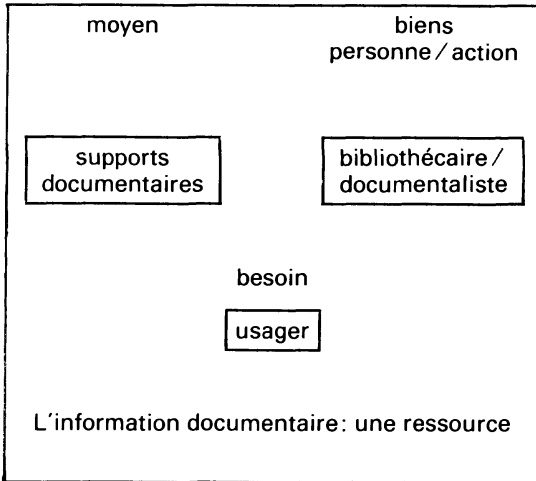 moyen
biens
personne / action
supports
documentaires
bibliothécaire /
documentaliste
besoin
usager
L'information documentaire: une ressource